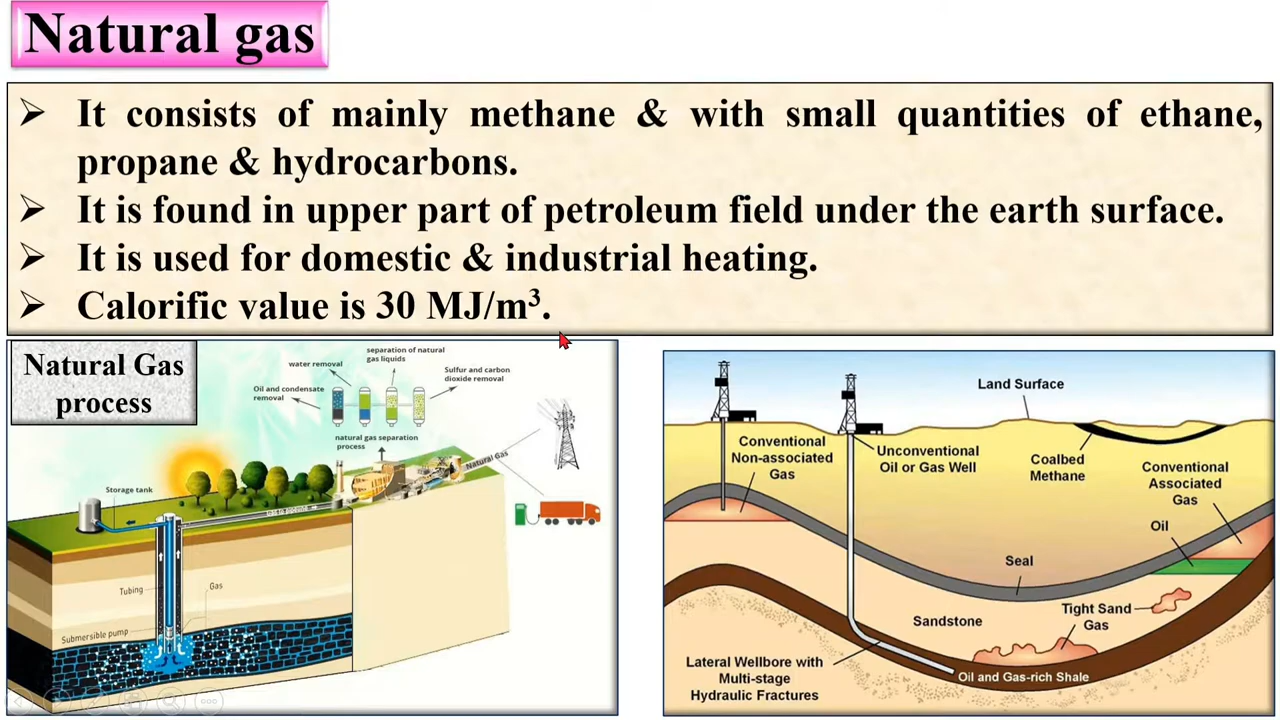 Natural gas
➢ It consists of mainly methane & with small quantities of ethane,
propane & hydrocarbons.
➢ It is found in upper part of petroleum field under the earth surface.
➢ It is used for domestic & industrial heating.
➢ Calorific value is 30 MJ/m³.
Natural Gas
process
separation of natural
gas liquids
water removal
Sulfur and carbon
dioxide removal
Oil and condensate
removal
natural gas separation
process
Natural Gas
Storage tank
Tubing
Gas
Submersible pump
Land Surface
Conventional
Non-associated
Gas
Unconventional
Oil or Gas Well
Coalbed
Methane
Conventional
Associated
Gas
Oil
Seal
Tight Sand
Gas
Sandstone
Lateral Wellbore with
Multi-stage
Hydraulic Fractures
Oil and Gas-rich Shale